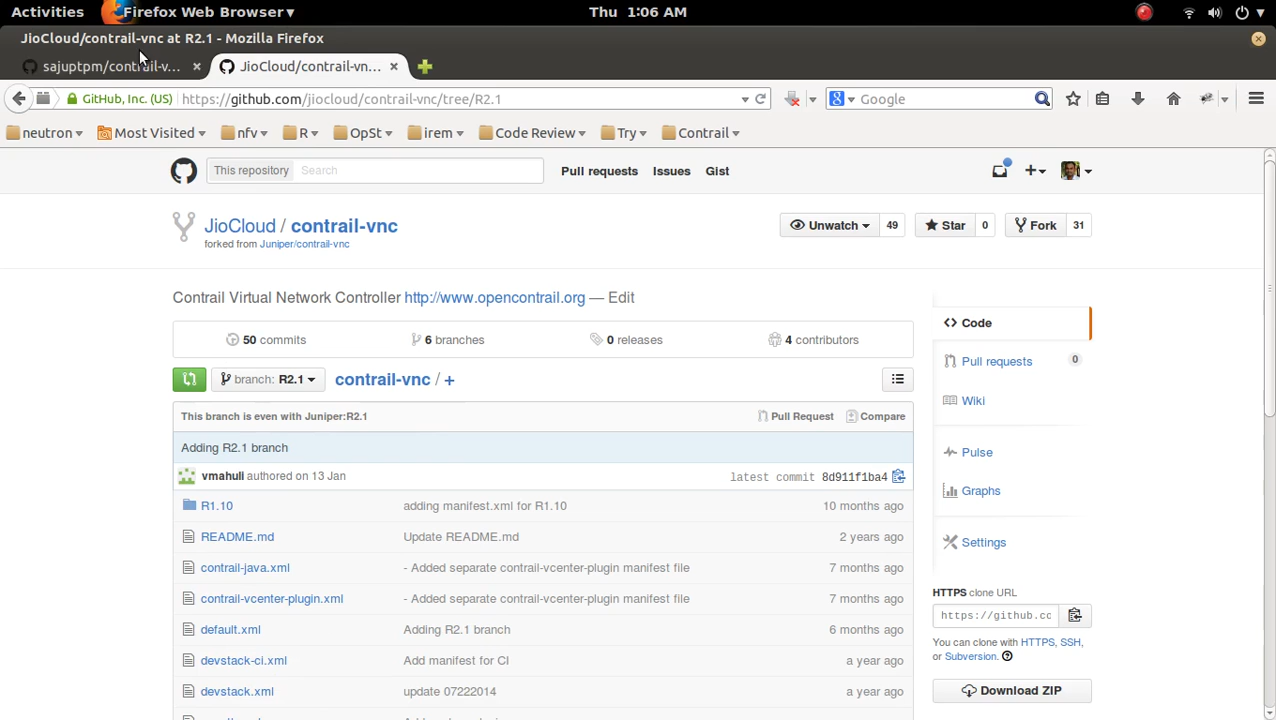 Activities Firefox Web Browser ▾ Thu 1:06 AM
JioCloud/contrail-vnc at R2.1 - Mozilla Firefox
sajuptpm/contrail-v... × JioCloud/contrail-vn... ×
GitHub, Inc. (US) https://github.com/jiocloud/contrail-vnc/tree/R2.1 Google
neutron Most Visited nfv R OpSt irem Code Review Try Contrail
This repository Search Pull requests Issues Gist
JioCloud / contrail-vnc Unwatch 49 Star 0 Fork 31
forked from Juniper/contrail-vnc
Contrail Virtual Network Controller http://www.opencontrail.org — Edit
50 commits 6 branches 0 releases 4 contributors
branch: R2.1 contrail-vnc / +
This branch is even with Juniper:R2.1 Pull Request Compare
Adding R2.1 branch
vmahuli authored on 13 Jan latest commit 8d911f1ba4
R1.10 adding manifest.xml for R1.10 10 months ago
README.md Update README.md 2 years ago
contrail-java.xml - Added separate contrail-vcenter-plugin manifest file 7 months ago
contrail-vcenter-plugin.xml - Added separate contrail-vcenter-plugin manifest file 7 months ago
default.xml Adding R2.1 branch 6 months ago
devstack-ci.xml Add manifest for CI a year ago
devstack.xml update 07222014 a year ago
Code
Pull requests 0
Wiki
Pulse
Graphs
Settings
HTTPS clone URL
https://github.cc
You can clone with HTTPS, SSH,
or Subversion.
Download ZIP